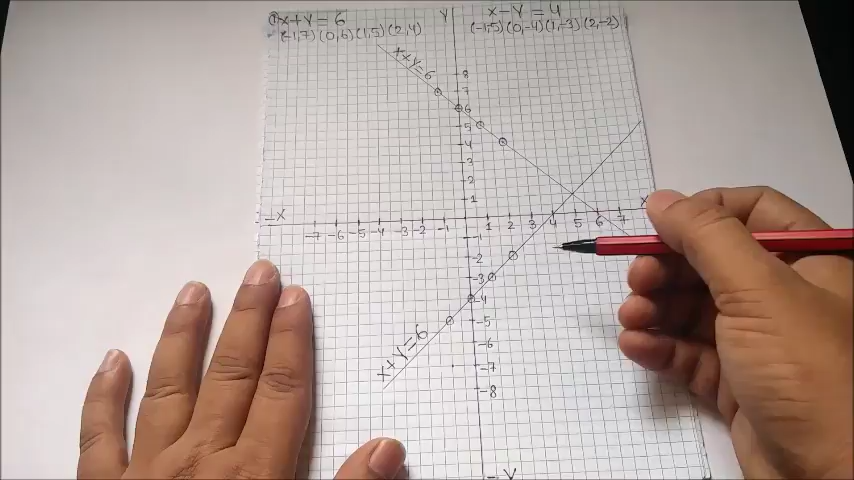 ① x+y=6
(-1,7) (0,6) (1,5) (2,4)
x-y=4
(-1,5) (0,-4) (1,-3) (2,-2)
y
x+y=6
8
7
6
5
4
3
2
1
-x
-7 -6 -5 -4 -3 -2 -1 1 2 3 4 5 6 7 x
-1
-2
-3
-4
-5
-6
-7
-8
x+y=6
-y